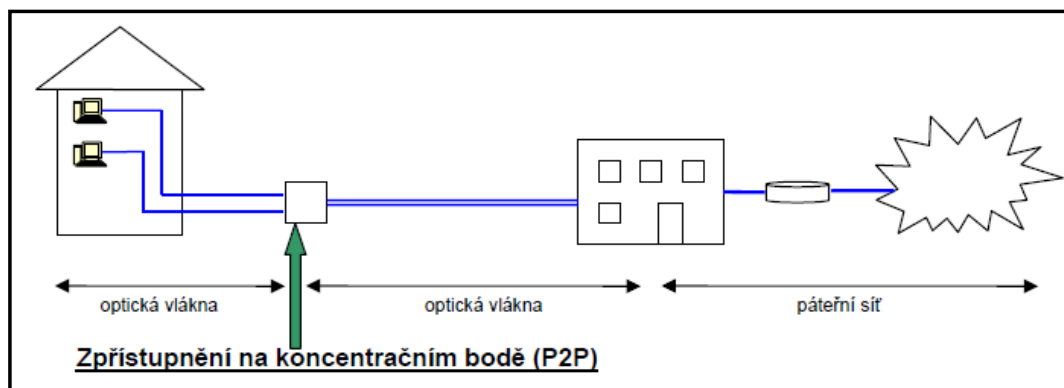 optická vlákna optická vlákna páteřní síť
Zpřístupnění na koncentračním bodě (P2P)